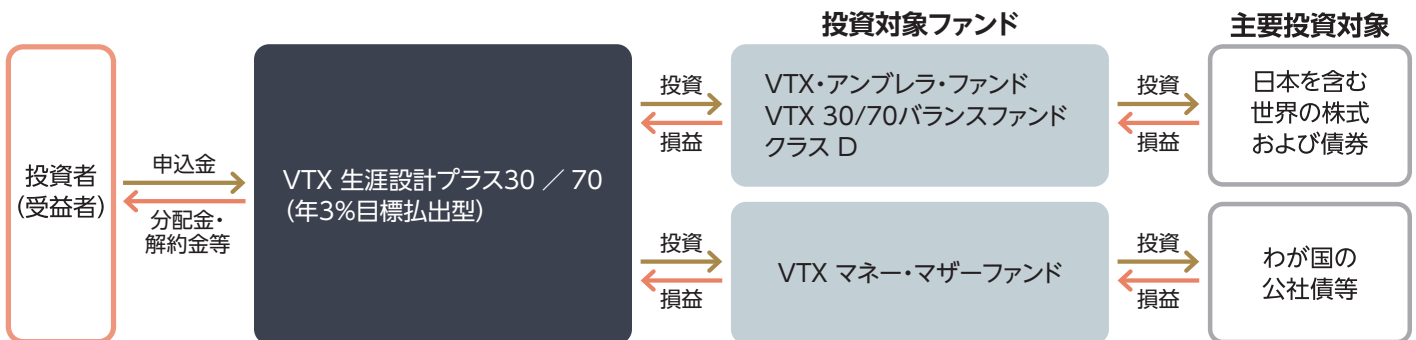 投資対象ファンド
主要投資対象
投資者
(受益者)
申込金
分配金・
解約金等
VTX 生涯設計プラス30 ／ 70
(年3%目標払出型)
投資
損益
VTX・アンブレラ・ファンド
VTX 30/70バランスファンド
クラス D
投資
損益
日本を含む
世界の株式
および債券
投資
損益
VTX マネー・マザーファンド
投資
損益
わが国の
公社債等